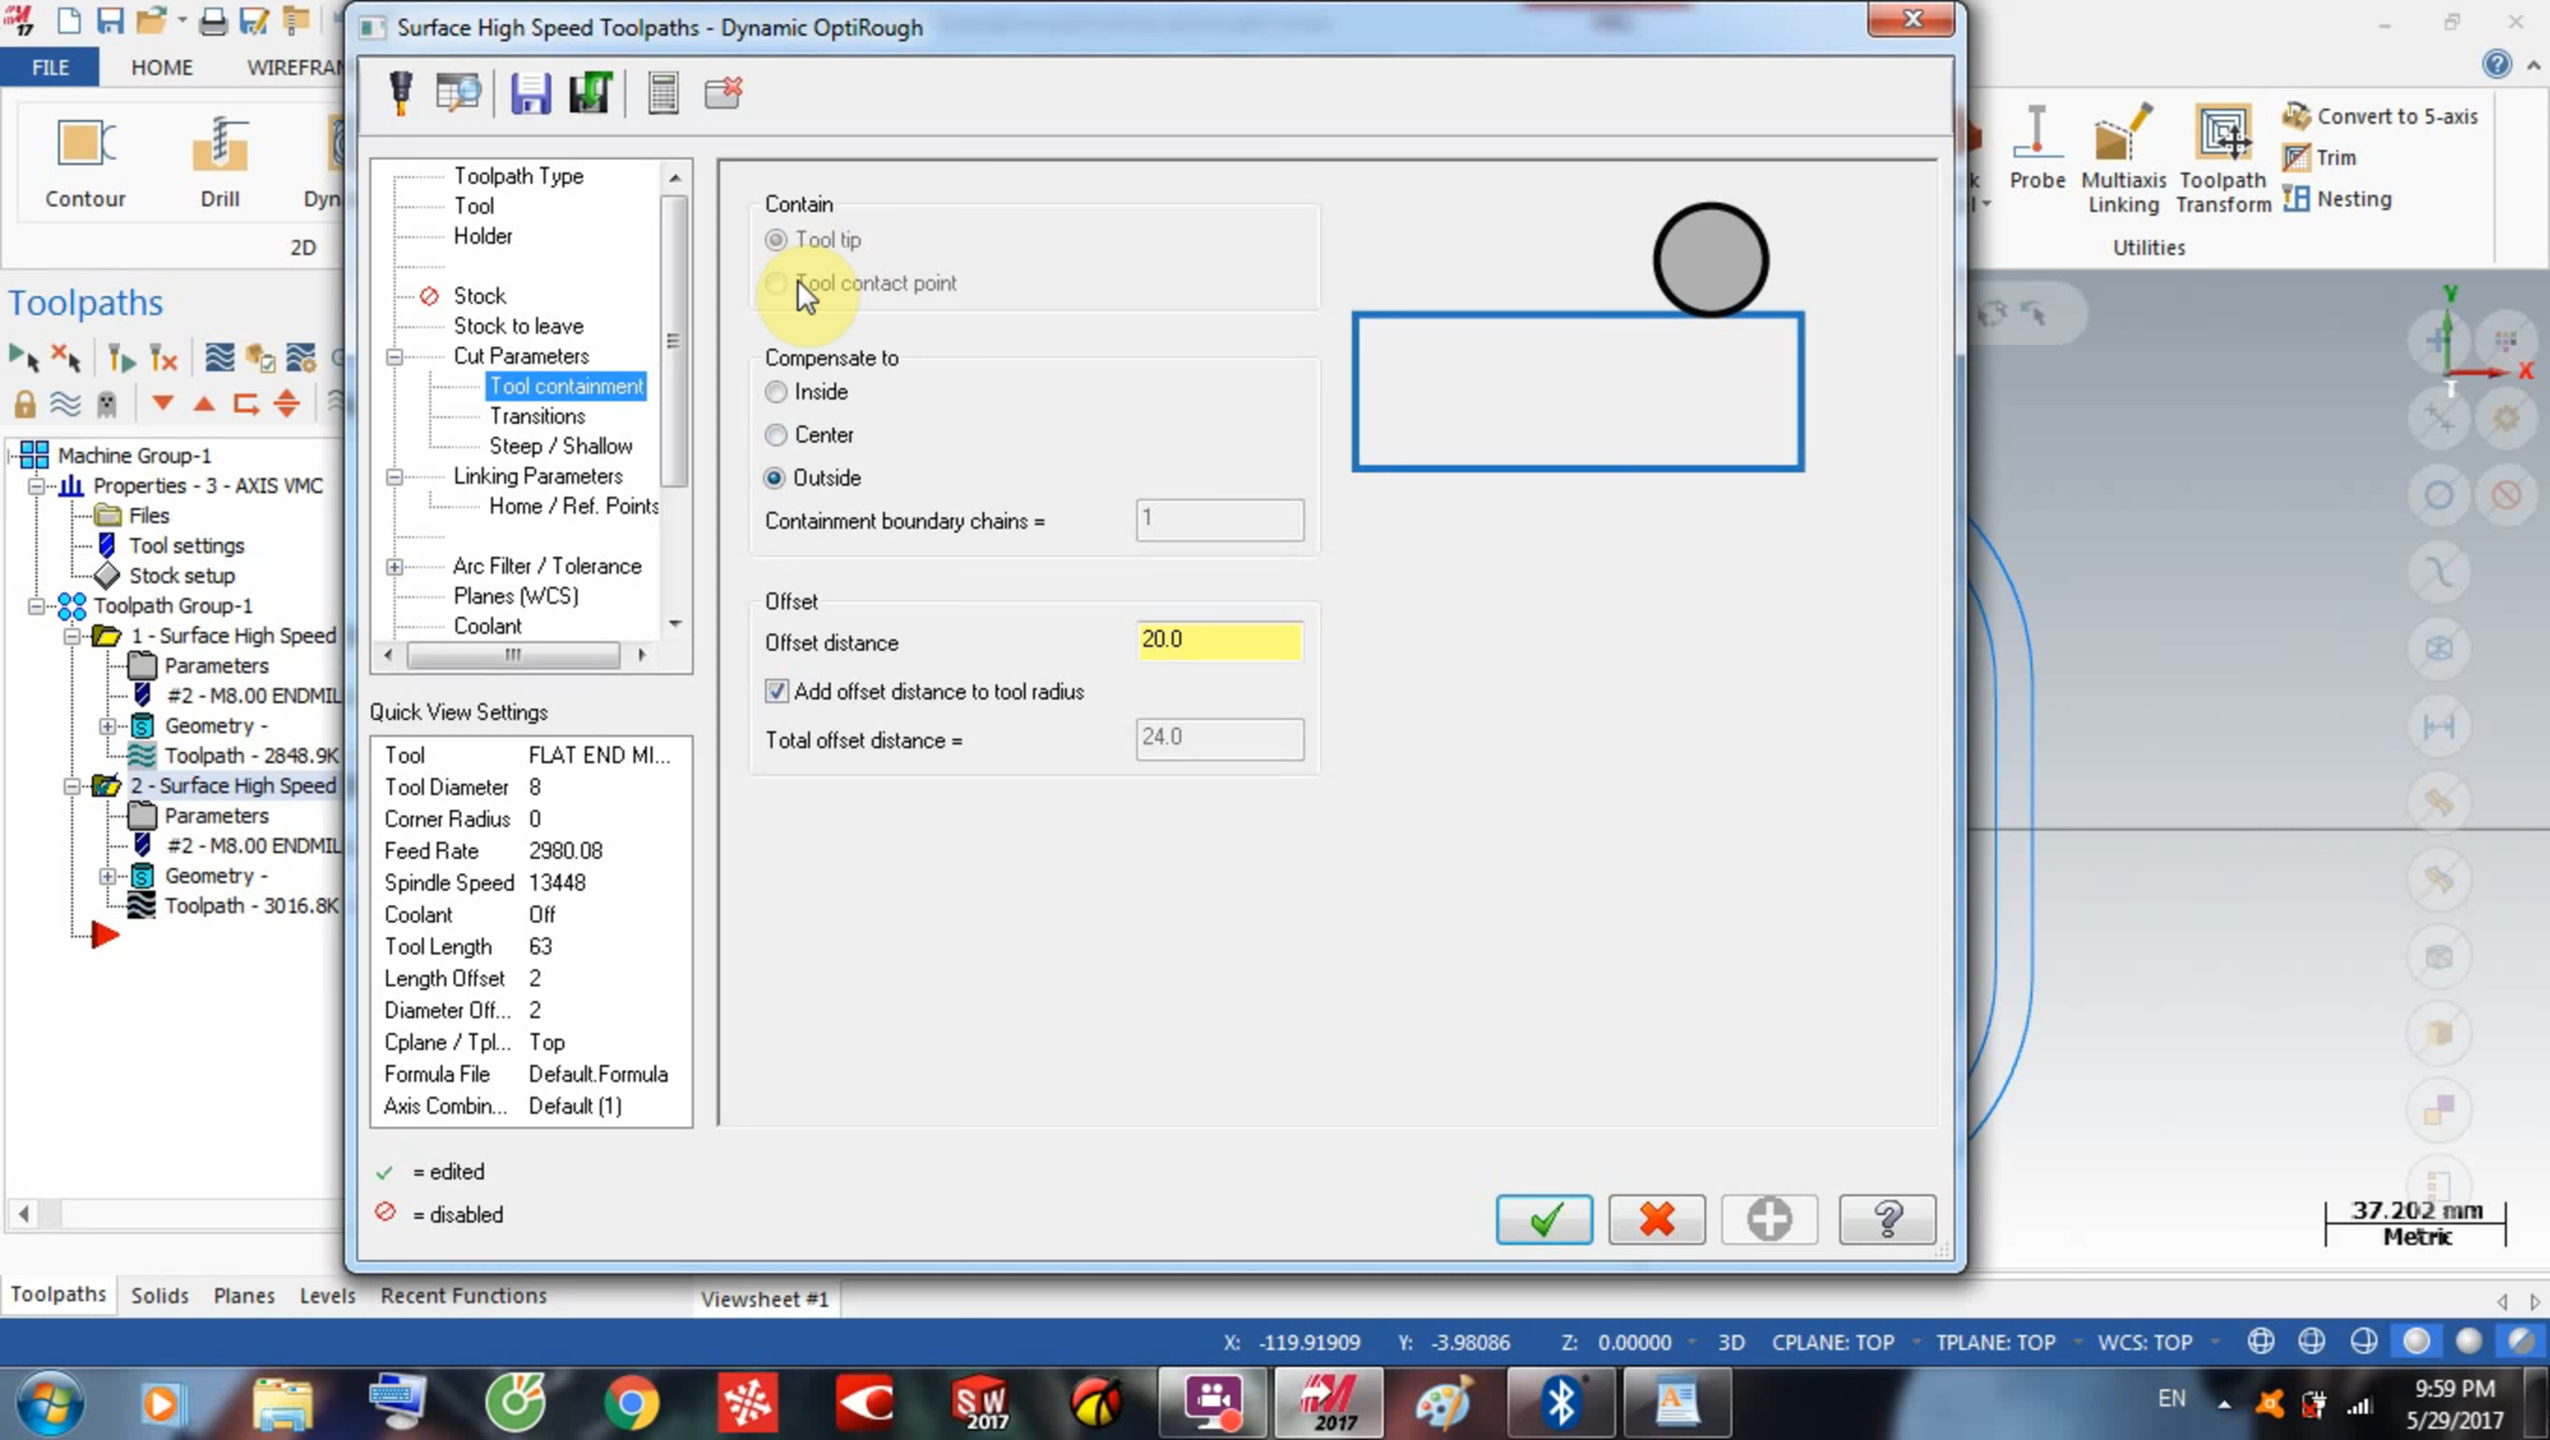 17
Surface High Speed Toolpaths - Dynamic OptiRough
FILE
HOME
WIREFRAM
Contour
Drill
Dyn
2D
Probe
Multiaxis
Linking
Toolpath
Transform
Convert to 5-axis
Trim
Nesting
Utilities
Toolpaths
Machine Group-1
Properties - 3 - AXIS VMC
Files
Tool settings
Stock setup
Toolpath Group-1
1 - Surface High Speed
Parameters
#2 - M8.00 ENDMIL
Geometry -
Toolpath - 2848.9K
2 - Surface High Speed
Parameters
#2 - M8.00 ENDMIL
Geometry -
Toolpath - 3016.8K
Toolpath Type
Tool
Holder
Stock
Stock to leave
Cut Parameters
Tool containment
Transitions
Steep / Shallow
Linking Parameters
Home / Ref. Points
Arc Filter / Tolerance
Planes (WCS)
Coolant
Quick View Settings
Tool FLAT END MI...
Tool Diameter 8
Corner Radius 0
Feed Rate 2980.08
Spindle Speed 13448
Coolant Off
Tool Length 63
Length Offset 2
Diameter Off... 2
Cplane / Tpl... Top
Formula File Default.Formula
Axis Combin... Default (1)
= edited
= disabled
Contain
Tool tip
Tool contact point
Compensate to
Inside
Center
Outside
Containment boundary chains = 1
Offset
Offset distance 20.0
Add offset distance to tool radius
Total offset distance = 24.0
Y
X
37.202 mm
Metric
Toolpaths
Solids
Planes
Levels
Recent Functions
Viewsheet #1
X: -119.91909
Y: -3.98086
Z: 0.00000
3D
CPLANE: TOP
TPLANE: TOP
WCS: TOP
SW
2017
2017
EN
9:59 PM
5/29/2017